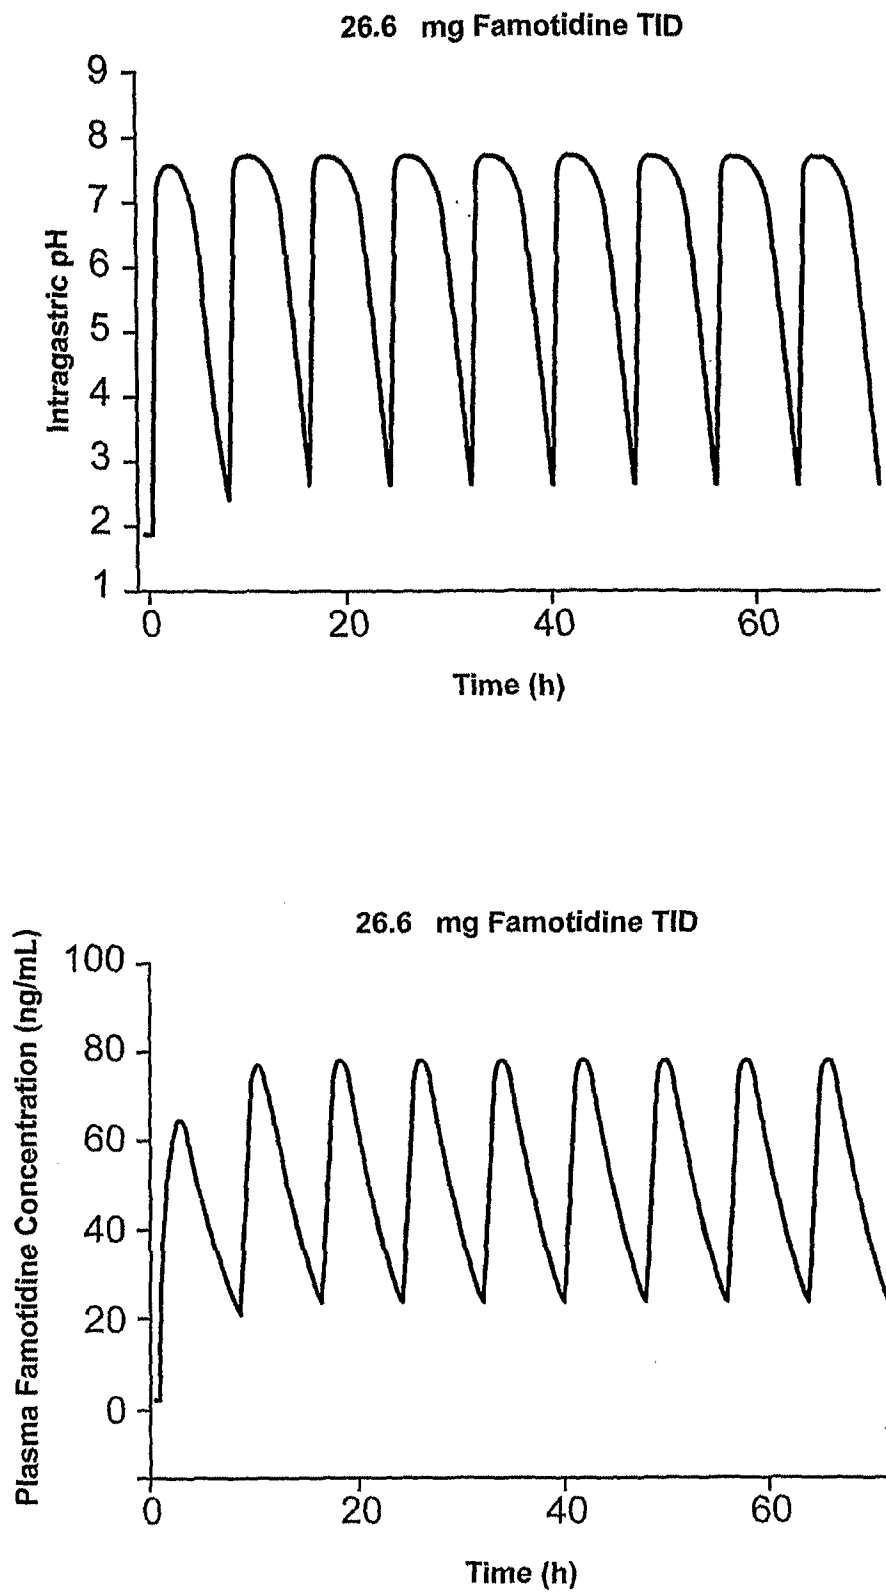 26.6 mg Famotidine TID
9
8
7
6
5
4
3
2
1
Intragastric pH
0 20 40 60
Time (h)
26.6 mg Famotidine TID
100
80
60
40
20
0
Plasma Famotidine Concentration (ng/mL)
0 20 40 60
Time (h)